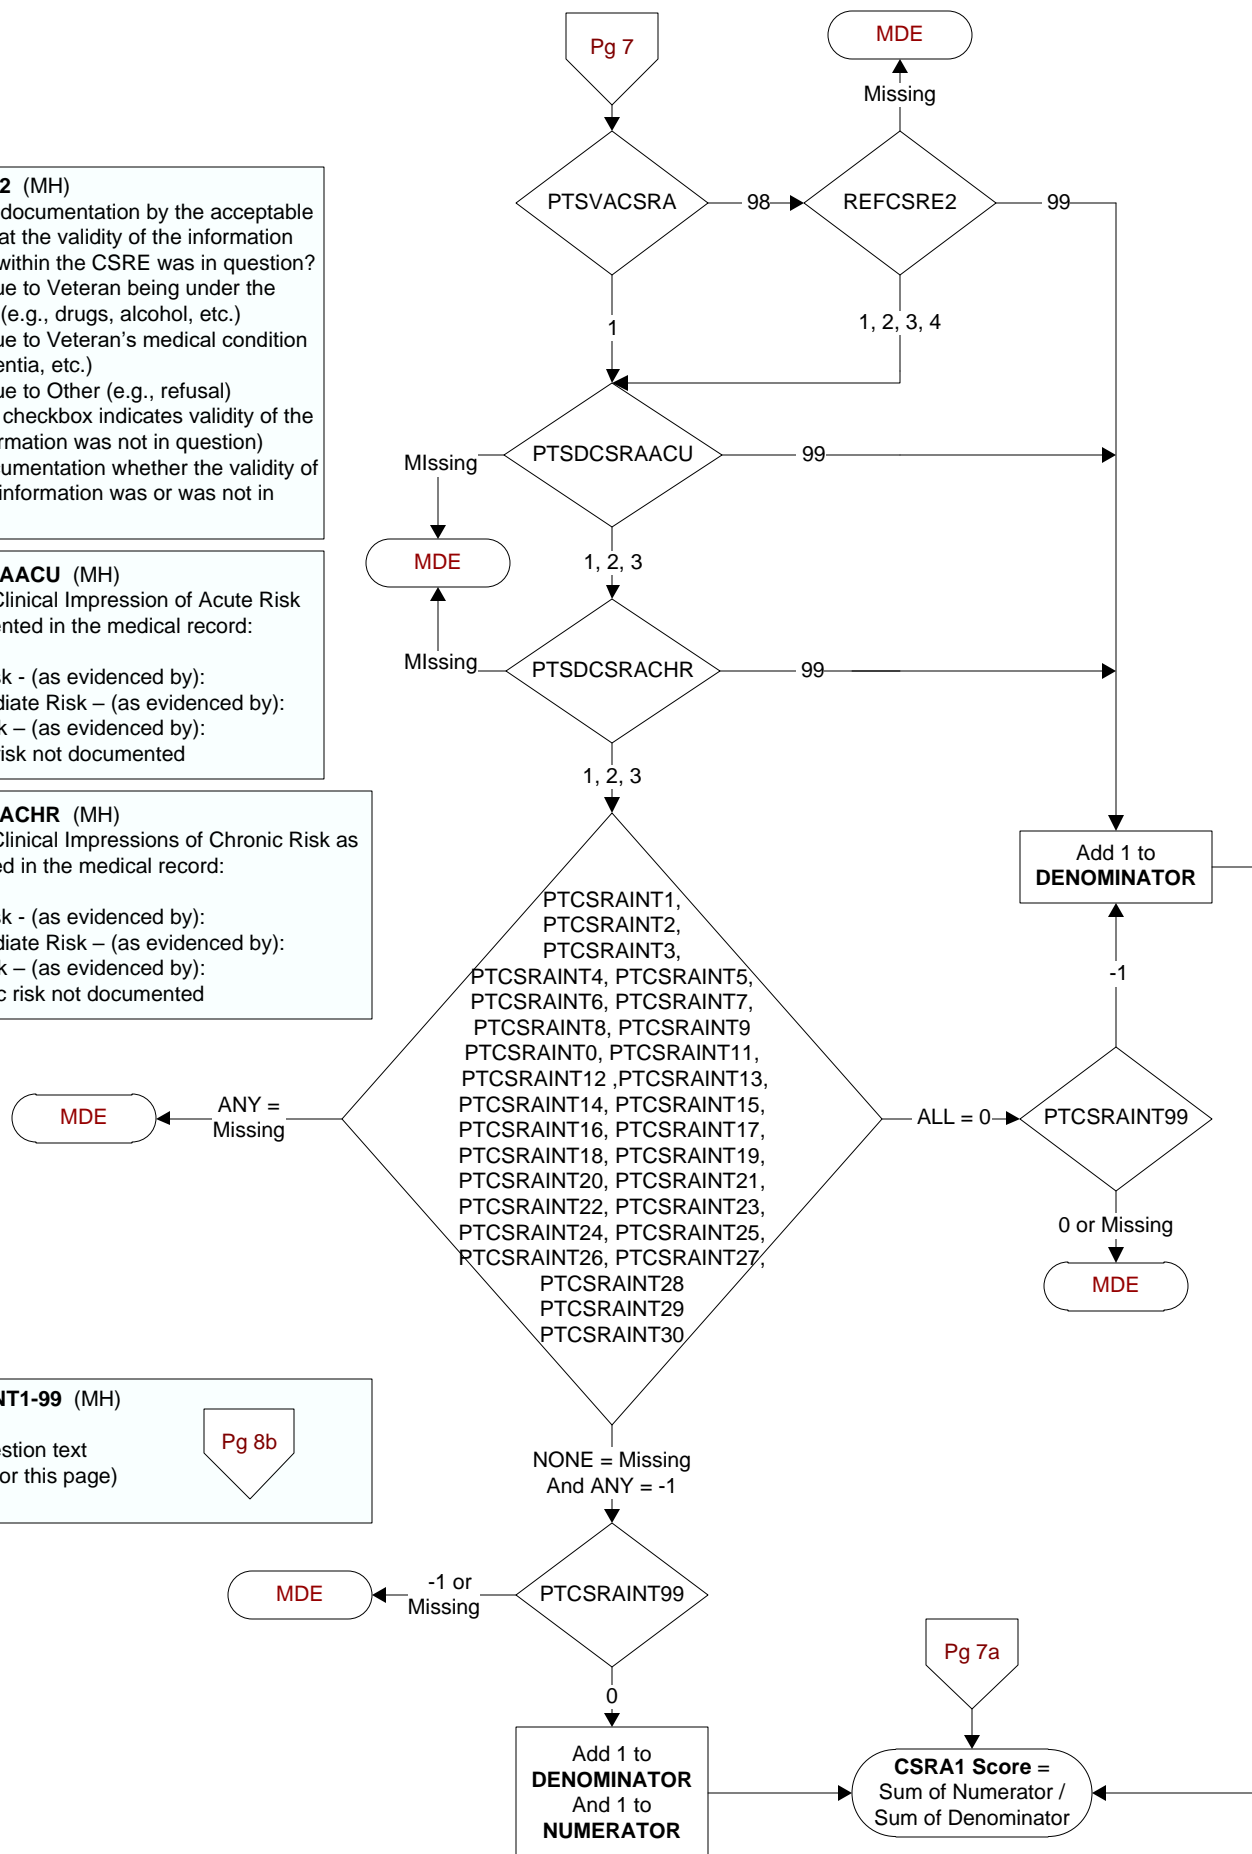 Pg 7
MDE
Missing
PTSVACSRA
98
REFCSRE2
99
1
1, 2, 3, 4
2 (MH)
documentation by the acceptable
at the validity of the information
within the CSRE was in question?
ue to Veteran being under the
(e.g., drugs, alcohol, etc.)
ue to Veteran's medical condition
entia, etc.)
ue to Other (e.g., refusal)
checkbox indicates validity of the
rmation was not in question)
cumentation whether the validity of
information was or was not in
PTSDCSRAACU
MIssing
99
MDE
1, 2, 3
AACU (MH)
Clinical Impression of Acute Risk
ented in the medical record:
sk - (as evidenced by):
diate Risk – (as evidenced by):
k – (as evidenced by):
risk not documented
MIssing
PTSDCSRACHR
99
1, 2, 3
ACHR (MH)
Clinical Impressions of Chronic Risk as
ed in the medical record:
sk - (as evidenced by):
diate Risk – (as evidenced by):
k – (as evidenced by):
c risk not documented
Add 1 to
DENOMINATOR
-1
PTCSRAINT1,
PTCSRAINT2,
PTCSRAINT3,
PTCSRAINT4, PTCSRAINT5,
PTCSRAINT6, PTCSRAINT7,
PTCSRAINT8, PTCSRAINT9
PTCSRAINT0, PTCSRAINT11,
PTCSRAINT12 ,PTCSRAINT13,
PTCSRAINT14, PTCSRAINT15,
PTCSRAINT16, PTCSRAINT17,
PTCSRAINT18, PTCSRAINT19,
PTCSRAINT20, PTCSRAINT21,
PTCSRAINT22, PTCSRAINT23,
PTCSRAINT24, PTCSRAINT25,
PTCSRAINT26, PTCSRAINT27,
PTCSRAINT28
PTCSRAINT29
PTCSRAINT30
MDE
ANY =
Missing
ALL = 0
PTCSRAINT99
0 or Missing
MDE
NT1-99 (MH)
estion text
or this page)
Pg 8b
NONE = Missing
And ANY = -1
PTCSRAINT99
-1 or
Missing
MDE
0
Add 1 to
DENOMINATOR
And 1 to
NUMERATOR
Pg 7a
CSRA1 Score =
Sum of Numerator /
Sum of Denominator